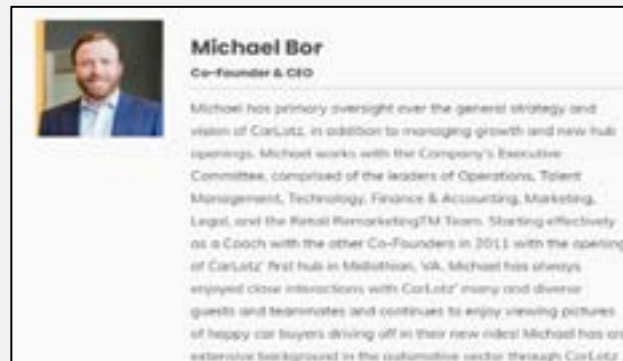 Michael Bor
Co-Founder & CEO
Michael has primary oversight over the general strategy and
vision of CarLotz, in addition to managing growth and new hub
openings. Michael works with the Company's Executive
Committee, comprised of the leaders of Operations, Talent
Management, Technology, Finance & Accounting, Marketing,
Legal, and the Retail RemarketingTM Team. Starting effectively
as a Coach with the other Co-Founders in 2011 with the opening
of CarLotz' first hub in Midlothian, VA, Michael has always
enjoyed close interactions with CarLotz' many and diverse
guests and teammates and continues to enjoy viewing pictures
of happy car buyers driving off in their new rides! Michael has an
extensive background in the automotive sector through CarLotz